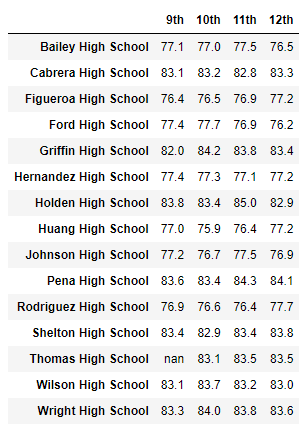 9th 10th 11th 12th
Bailey High School 77.1 77.0 77.5 76.5
Cabrera High School 83.1 83.2 82.8 83.3
Figueroa High School 76.4 76.5 76.9 77.2
Ford High School 77.4 77.7 76.9 76.2
Griffin High School 82.0 84.2 83.8 83.4
Hernandez High School 77.4 77.3 77.1 77.2
Holden High School 83.8 83.4 85.0 82.9
Huang High School 77.0 75.9 76.4 77.2
Johnson High School 77.2 76.7 77.5 76.9
Pena High School 83.6 83.4 84.3 84.1
Rodriguez High School 76.9 76.6 76.4 77.7
Shelton High School 83.4 82.9 83.4 83.8
Thomas High School nan 83.1 83.5 83.5
Wilson High School 83.1 83.7 83.2 83.0
Wright High School 83.3 84.0 83.8 83.6